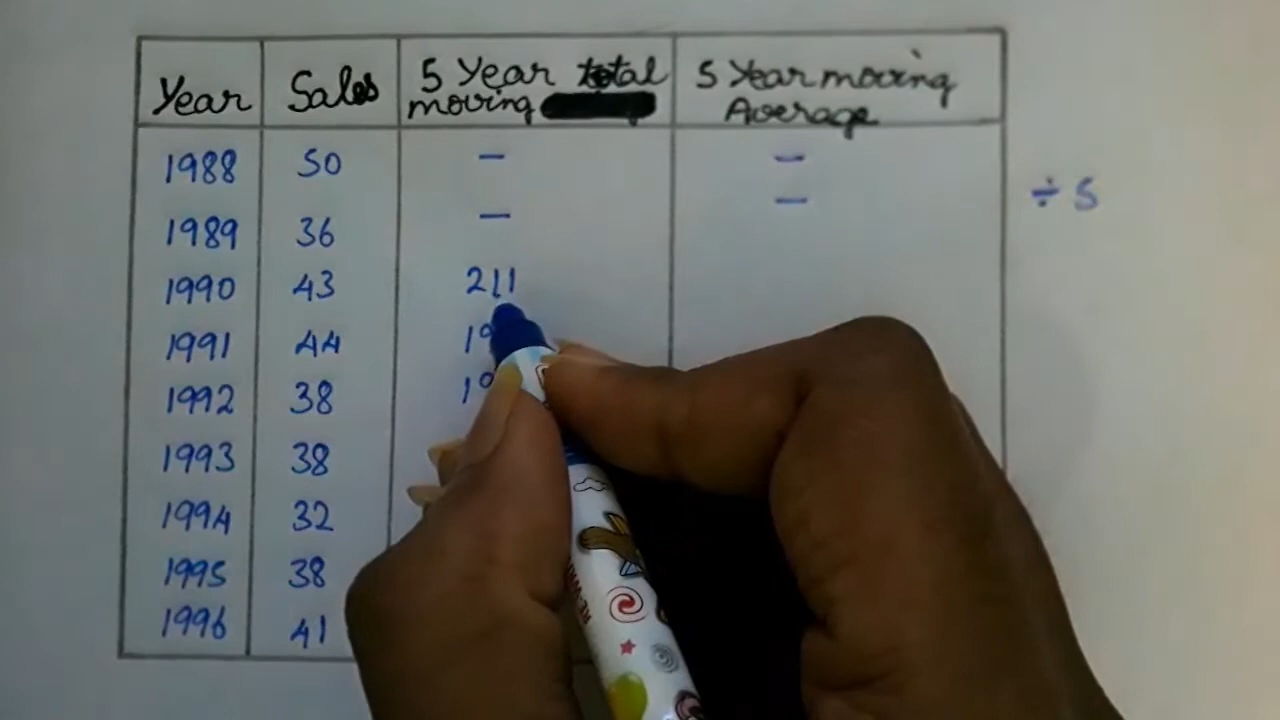 Year Sales 5 Year total moving 5 Year moving Average
1988 50 - -
÷ 5
1989 36 - -
1990 43 211
1991 44
1992 38
1993 38
1994 32
1995 38
1996 41